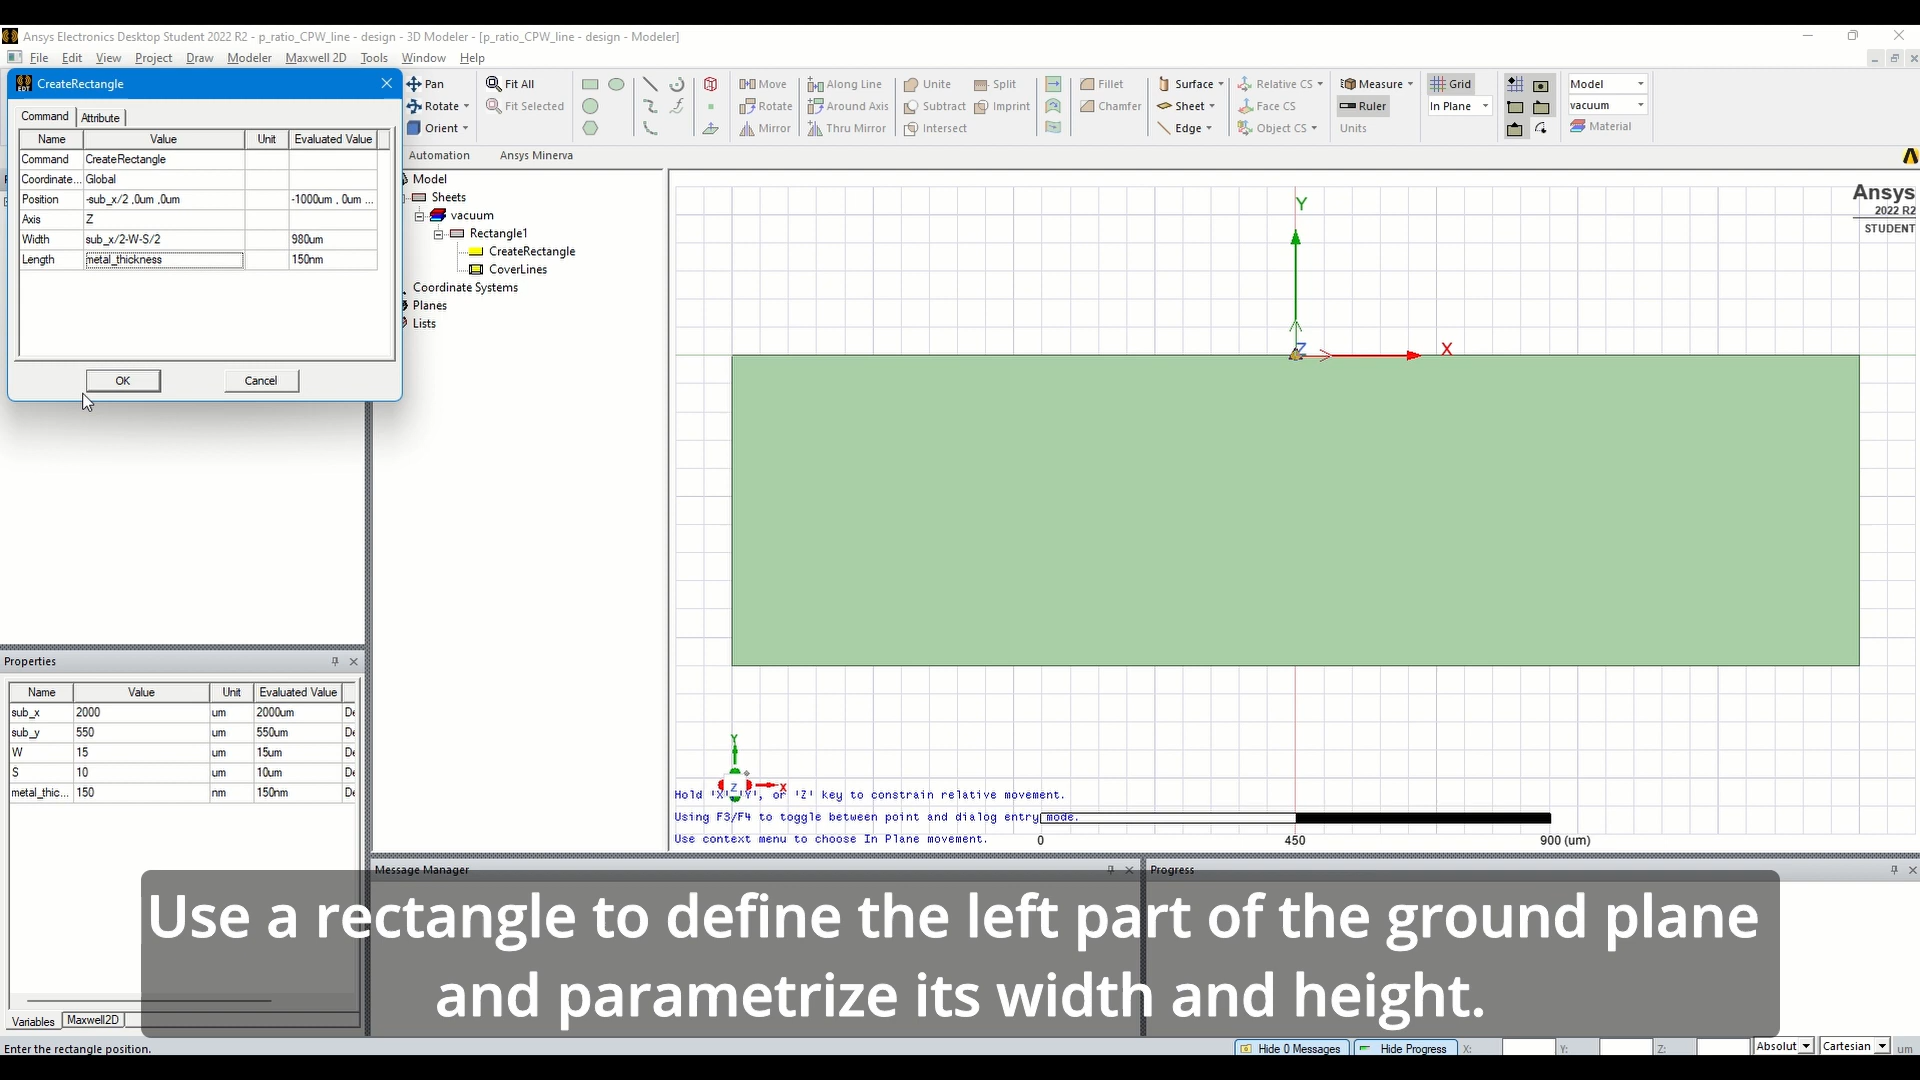 Ansys Electronics Desktop Student 2022 R2 - p_ratio_CPW_line - design - 3D Modeler - [p_ratio_CPW_line - design - Modeler]
File Edit View Project Draw Modeler Maxwell 2D Tools Window Help
CreateRectangle
Command Attribute
Name Value Unit Evaluated Value
Command CreateRectangle
Coordinate... Global
Position -sub_x/2 ,0um ,0um -1000um , 0um ...
Axis Z
Width sub_x/2-W-S/2 980um
Length metal_thickness 150nm
OK Cancel
Pan Fit All Move Along Line Unite Split Fillet Surface Relative CS Measure Grid Model
Rotate Fit Selected Rotate Around Axis Subtract Imprint Chamfer Sheet Face CS Ruler In Plane vacuum
Orient Mirror Thru Mirror Intersect Edge Object CS Units Material
Automation Ansys Minerva
Model
Sheets
vacuum
Rectangle1
CreateRectangle
CoverLines
Coordinate Systems
Planes
Lists
Ansys
2022 R2
STUDENT
Y
Z X
Y
Z X
Hold 'X', 'Y', or 'Z' key to constrain relative movement.
Using F3/F4 to toggle between point and dialog entry mode.
Use context menu to choose In Plane movement.
0 450 900 (um)
Properties
Name Value Unit Evaluated Value
sub_x 2000 um 2000um De
sub_y 550 um 550um De
W 15 um 15um De
S 10 um 10um De
metal_thic... 150 nm 150nm De
Variables Maxwell2D
Message Manager
Progress
Use a rectangle to define the left part of the ground plane
and parametrize its width and height.
Enter the rectangle position.
Hide 0 Messages Hide Progress X: Y: Z: Absolut Cartesian um